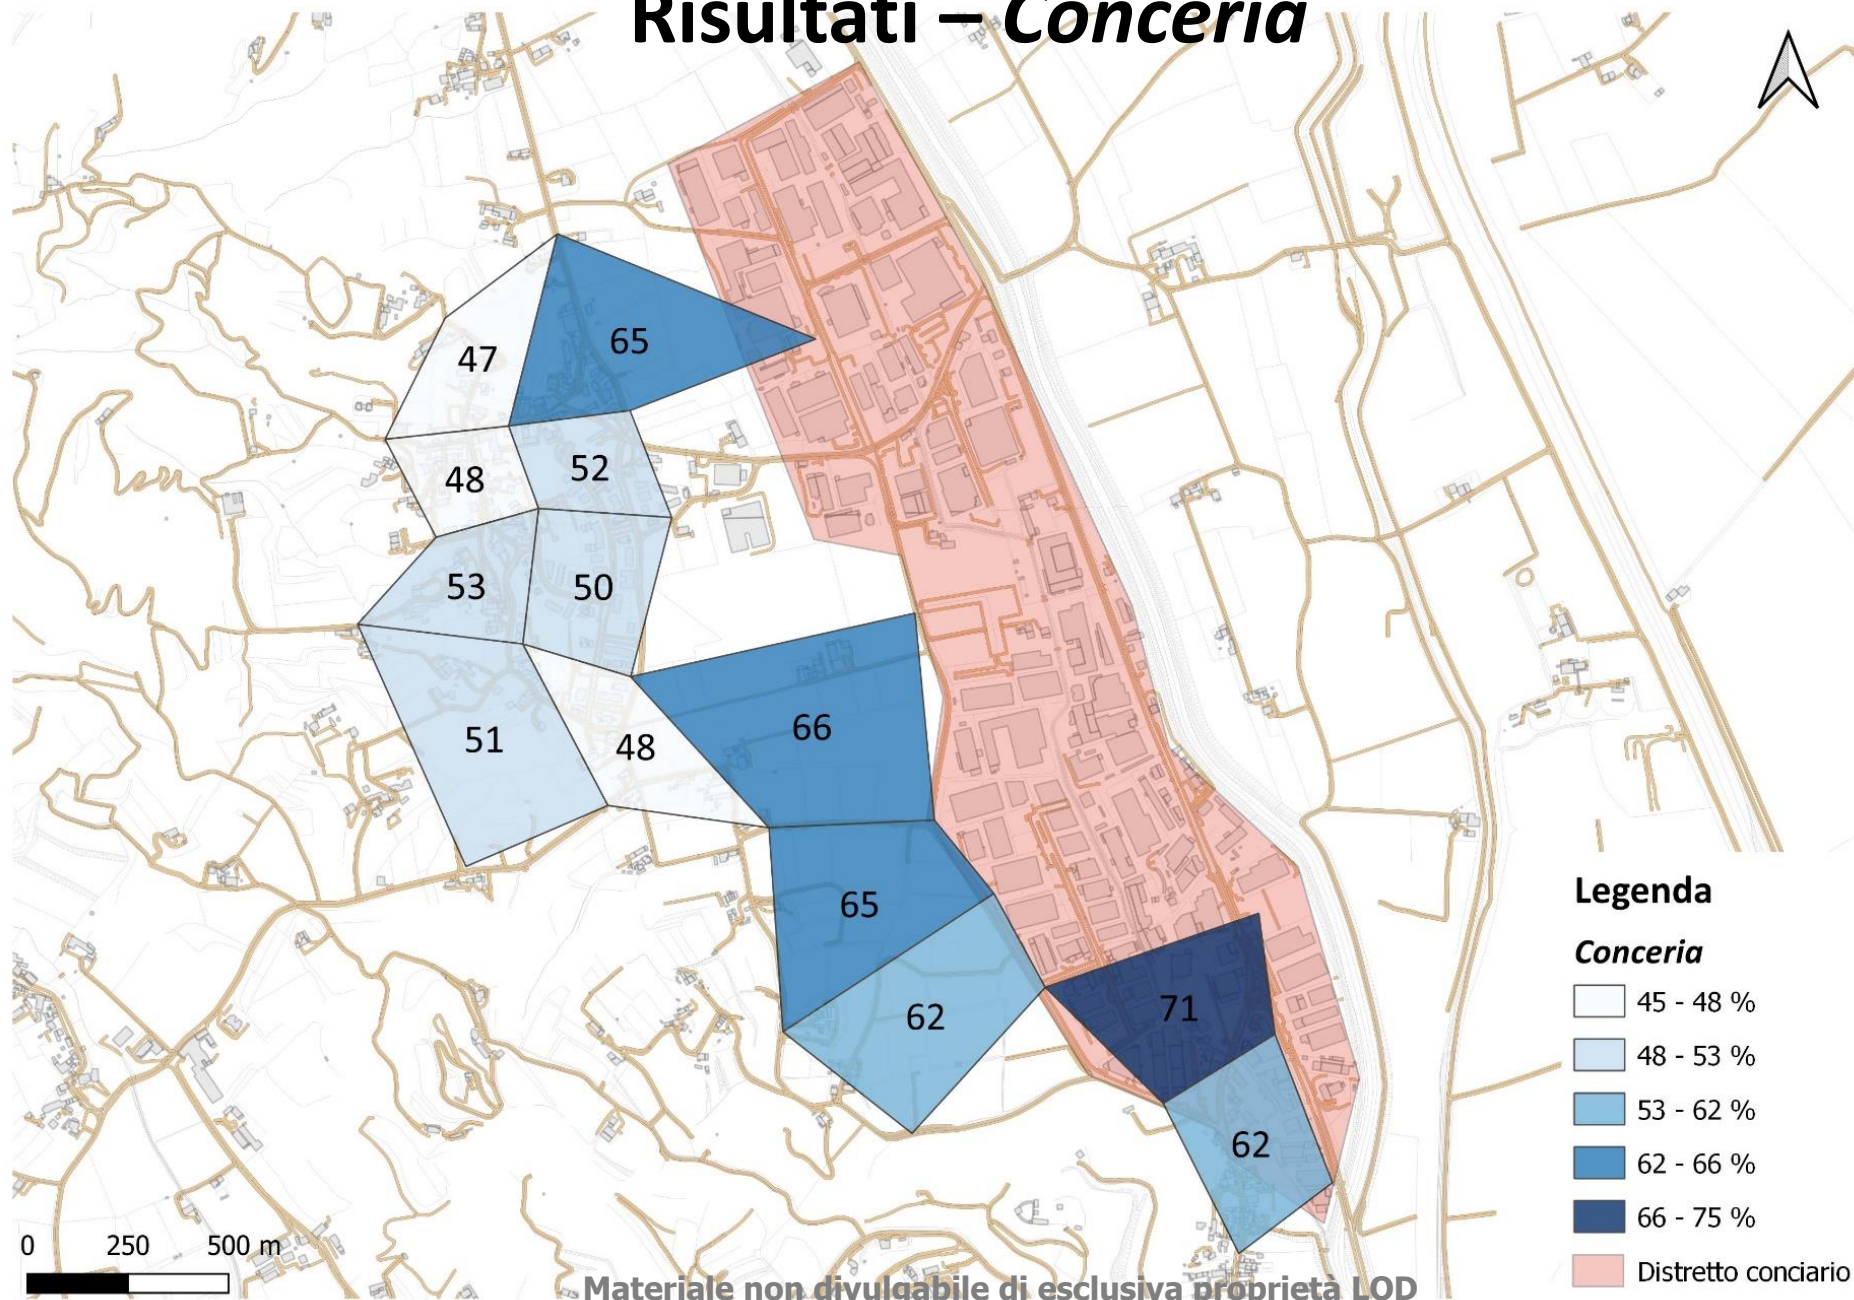 Risultati – Conceria
65
47
52
48
53
50
66
51
48
65
71
62
62
Legenda
Conceria
45 - 48 %
48 - 53 %
53 - 62 %
62 - 66 %
66 - 75 %
Distretto conciario
0 250 500 m
Materiale non divulgabile di esclusiva proprietà LOD